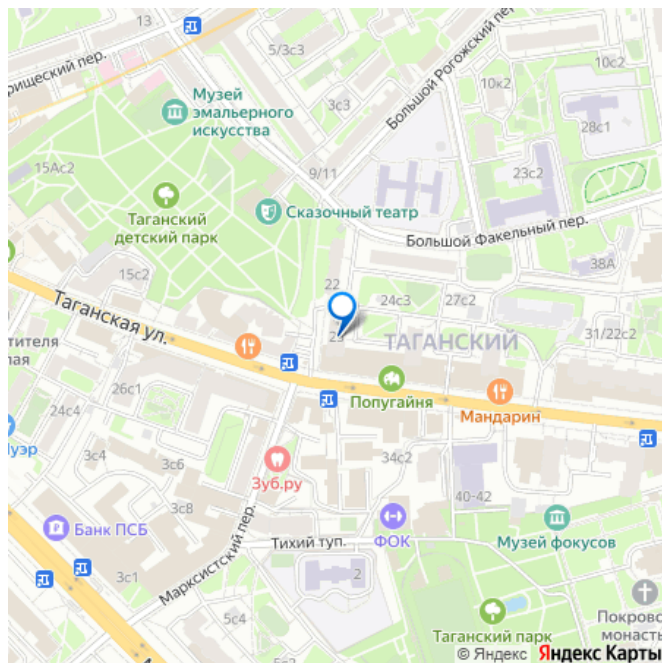 13
5/3с3
10с2
рищеский пер.
10к2
Музей
эмальерного
искусства
3с3
Большой Рогожский пер.
28с1
15Ас2
9/11
23с2
Таганский
детский парк
Сказочный театр
Большой Факельный пер.
38А
15с2
22
24с3
27с2
Таганская ул.
31/22с2
ТАГАНСКИЙ
тителя
лая
26с1
Попугайня
Мандарин
24с4
3с4
34с2
3с6
Зуб.ру
40-42
3с8
Банк ПСБ
Тихий туп.
ФОК
Музей фокусов
Марксистский пер.
3с1
2
5с4
Таганский парк
Покровс
монасты
5с2
© Яндекс Яндекс Карты